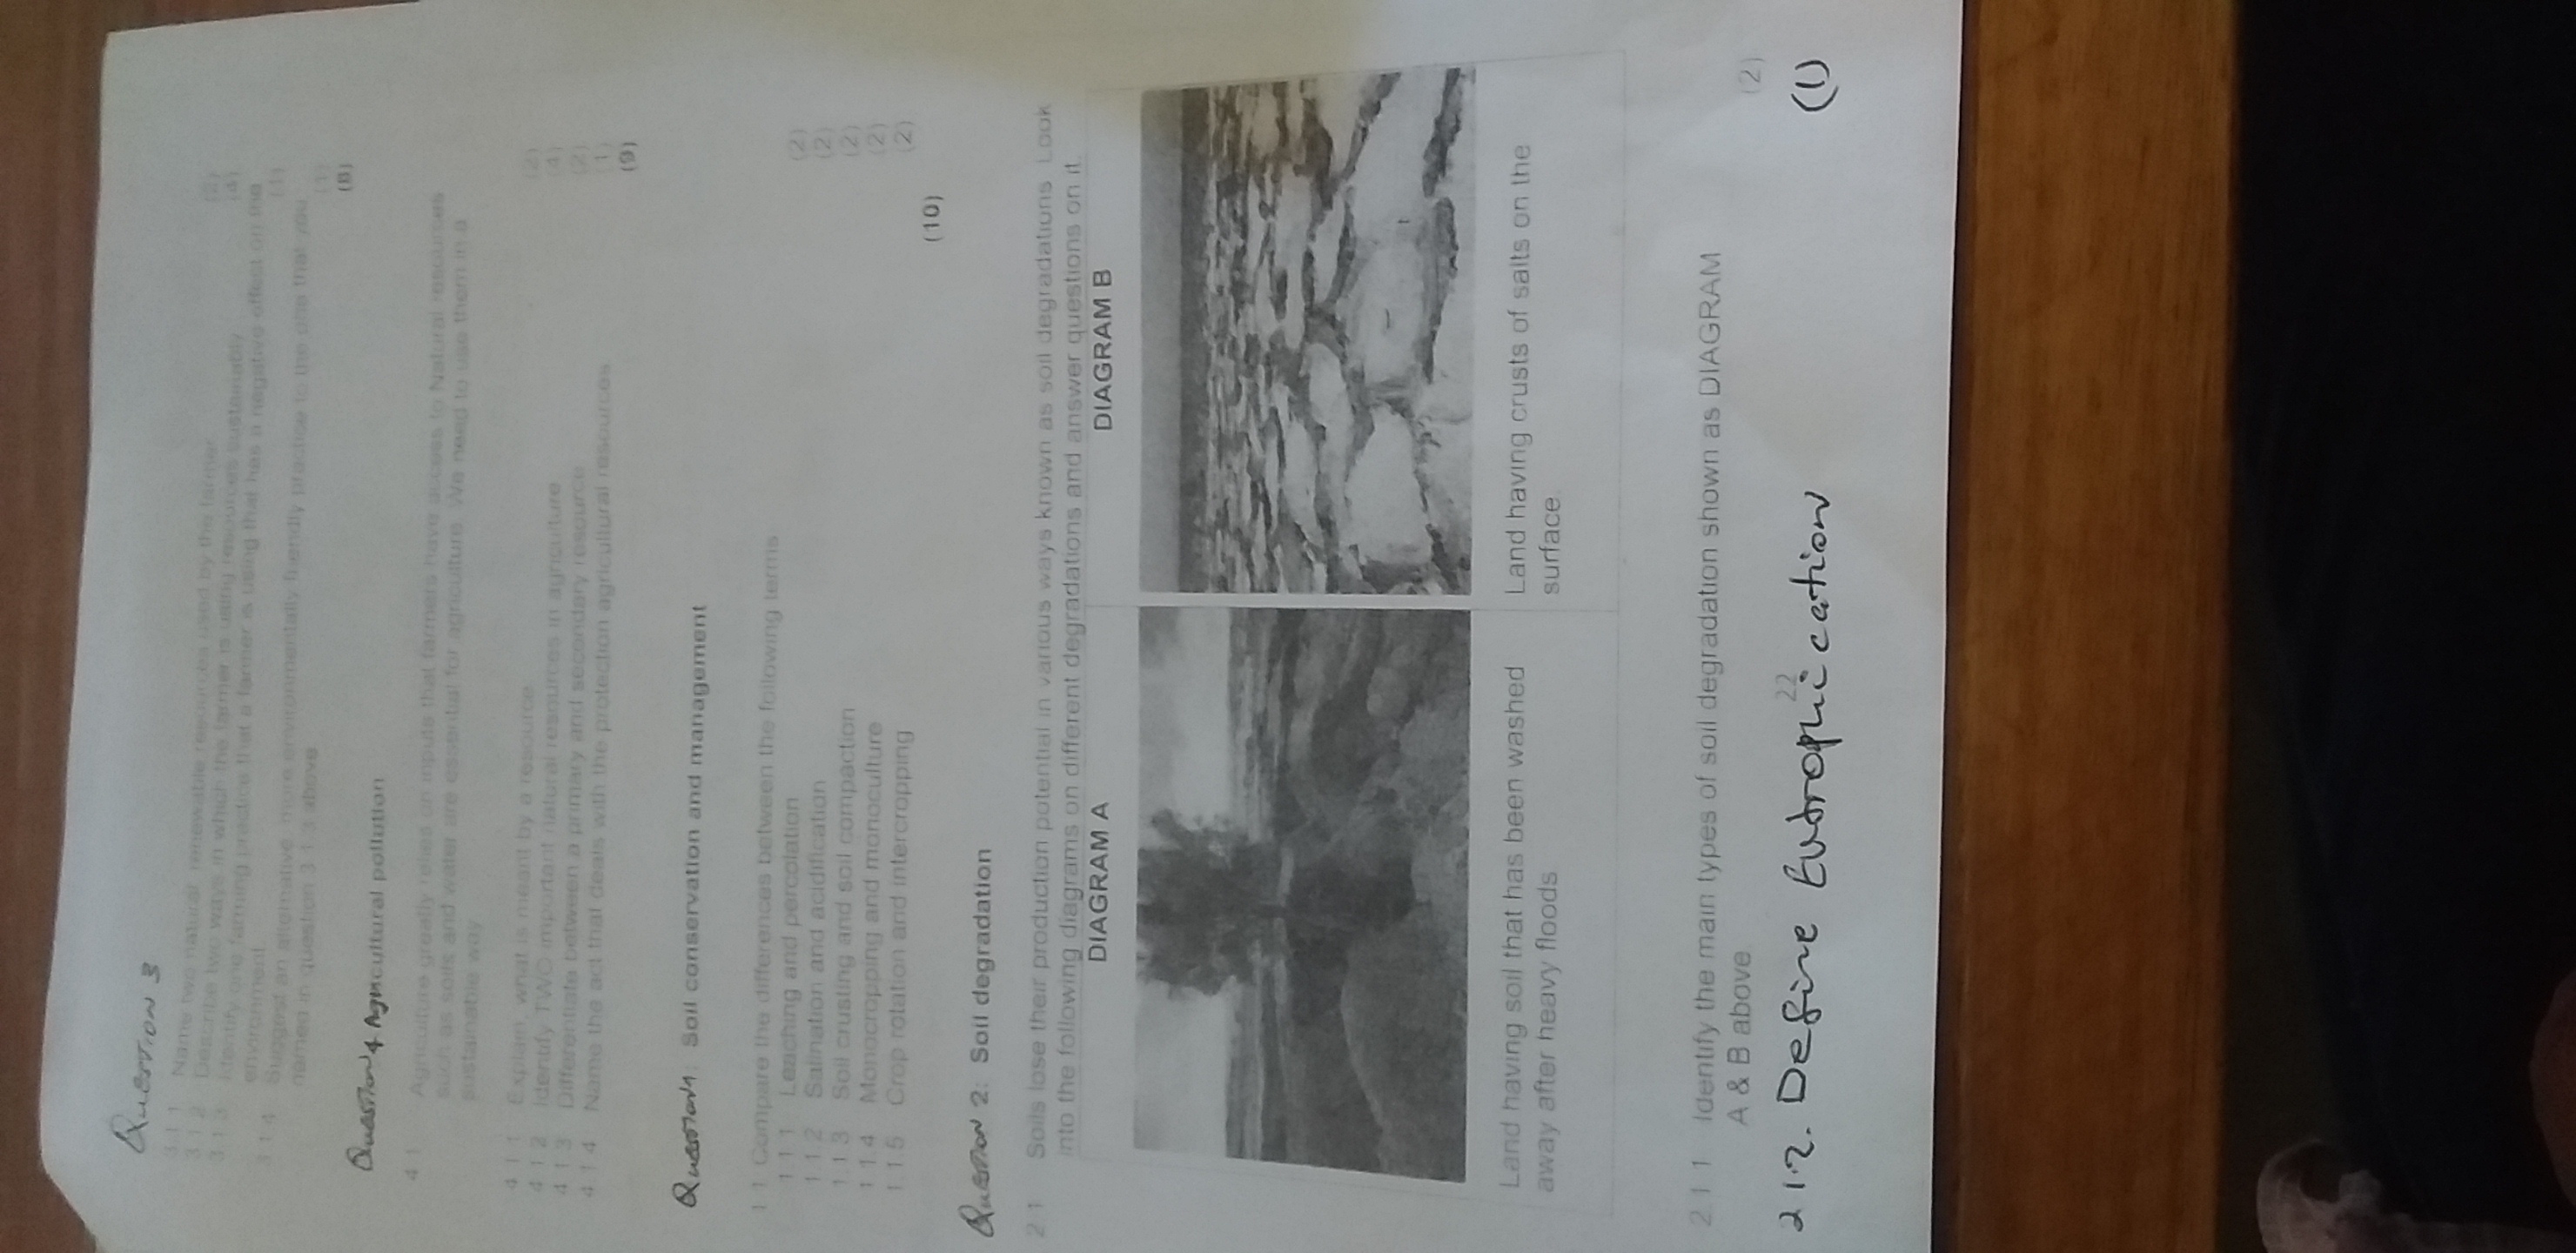 QUESTION 3
3.1.1 Name two natural renewable resources used by the farmer (2)
3.1.2 Describe two ways in which the farmer is using resources sustainably (4)
3.1.3 Identify one farming practice that a farmer is using that has a negative effect on the
environment (1)
3.1.4 Suggest an alternative, more environmentally friendly practice to the one that you
named in question 3.1.3 above (1)
(8)
Question 4 Agricultural pollution
4.1 Agriculture greatly relies on inputs that farmers have access to Natural resources
such as soils and water are essential for agriculture. We need to use them in a
sustainable way
4.1.1 Explain, what is meant by a resource (2)
4.1.2 Identify TWO important natural resources in agriculture (4)
4.1.3 Differentiate between a primary and secondary resource (2)
4.1.4 Name the act that deals with the protection agricultural resources (1)
(9)
Question 1: Soil conservation and management
1.1 Compare the differences between the following terms
1.1.1 Leaching and percolation (2)
1.1.2 Salination and acidification (2)
1.1.3 Soil crusting and soil compaction (2)
1.1.4 Monocropping and monoculture (2)
1.1.5 Crop rotation and intercropping (2)
(10)
QUESTION 2: Soil degradation
2.1 Soils lose their production potential in various ways known as soil degradations. Look
into the following diagrams on different degradations and answer questions on it.
DIAGRAM A DIAGRAM B
Land having soil that has been washed
away after heavy floods
Land having crusts of salts on the
surface
2.1.1 Identify the main types of soil degradation shown as DIAGRAM
A & B above (2)
22
2.1.2. Define Eutrophication (1)